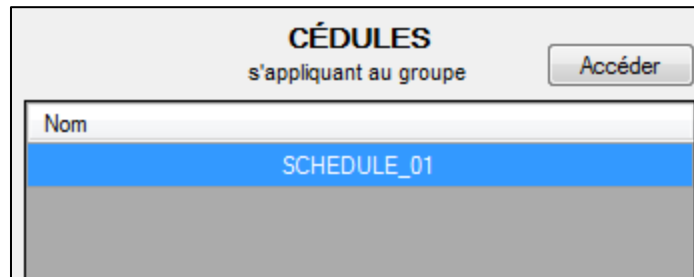 CÉDULES
s'appliquant au groupe
Accéder
Nom
SCHEDULE_01